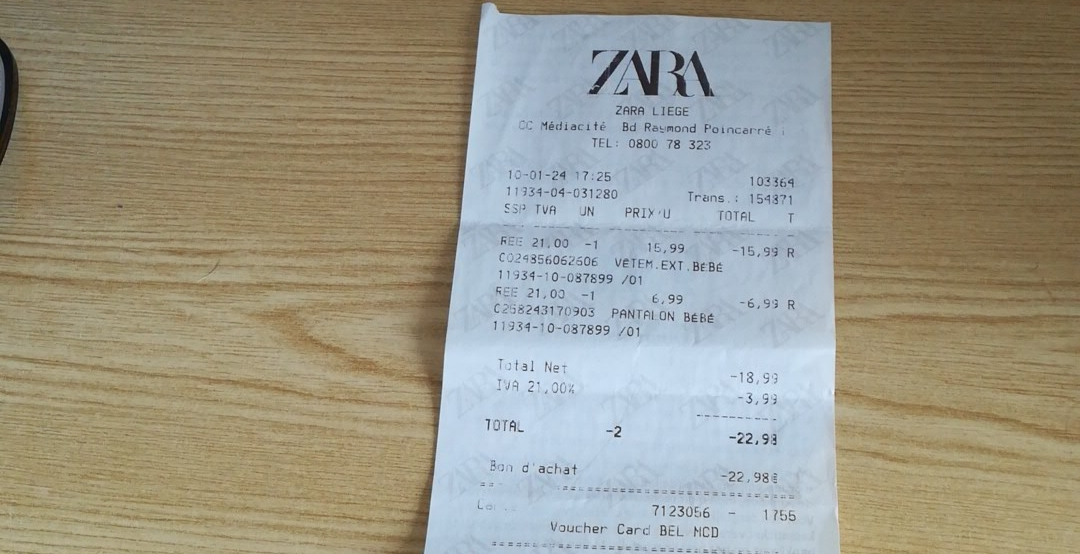 ZARA
ZARA LIEGE
CC Médiacité Bd Raymond Poincarré
TEL: 0800 78 323
10-01-24 17:25 103364
11934-04-031280 Trans.: 154871
SSP TVA UN PRIX'U TOTAL T
REE 21,00 -1 15,99 -15,99 R
C024856062606 VÊTEM.EXT.BÉBÉ
11934-10-087899 /01
REE 21,00 -1 6,99 -6,99 R
C258243170903 PANTALON BÉBÉ
11934-10-087899 /01
Total Net -18,99
IVA 21,00% -3,99
TOTAL -2 -22,98
Bon d'achat -22,98€
7123056 - 1755
Voucher Card BEL MCD